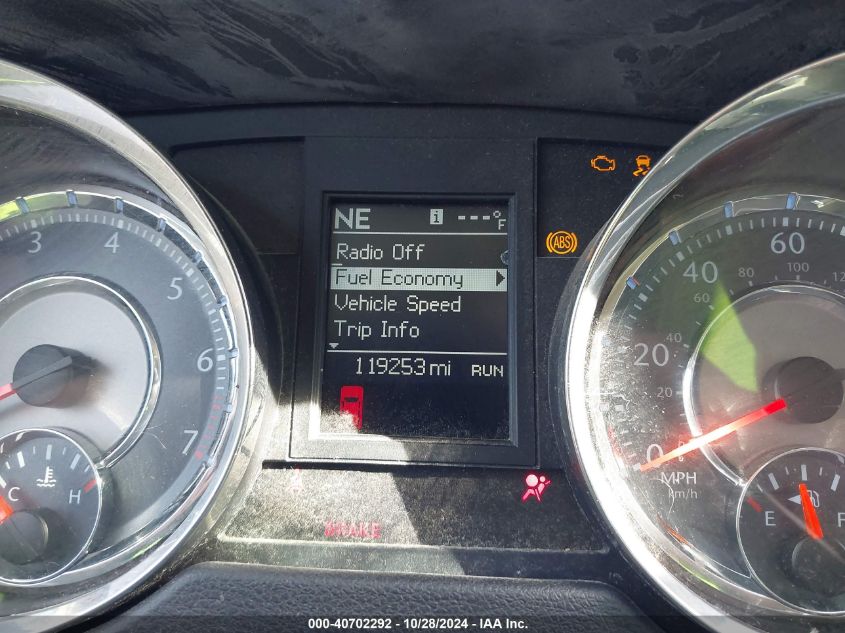 NE i ---°F
Radio Off
Fuel Economy
Vehicle Speed
Trip Info
119253 mi RUN
ABS
BRAKE
3 4 5 6 7
C H
0 20 40 60
20 40 60 80 100
MPH
km/h
E F
000-40702292 - 10/28/2024 - IAA Inc.